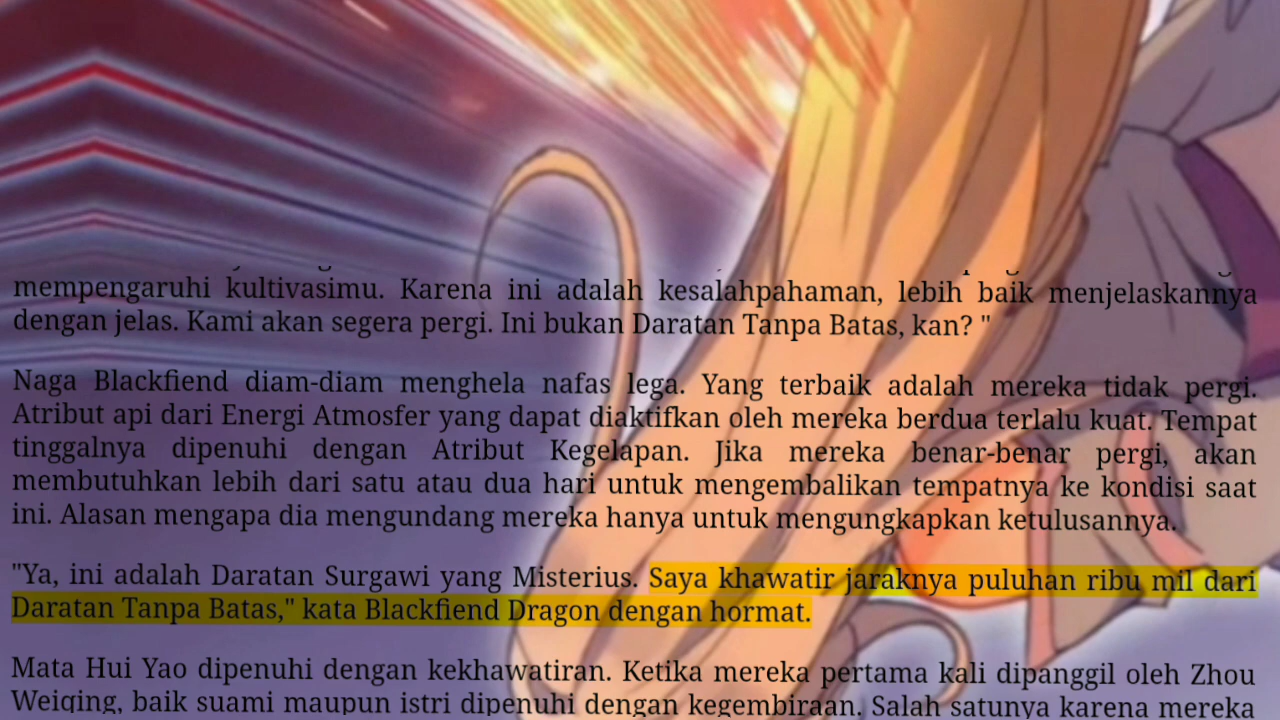 mempengaruhi kultivasimu. Karena ini adalah kesalahpahaman, lebih baik menjelaskannya
dengan jelas. Kami akan segera pergi. Ini bukan Daratan Tanpa Batas, kan? "
Naga Blackfiend diam-diam menghela nafas lega. Yang terbaik adalah mereka tidak pergi.
Atribut api dari Energi Atmosfer yang dapat diaktifkan oleh mereka berdua terlalu kuat. Tempat
tinggalnya dipenuhi dengan Atribut Kegelapan. Jika mereka benar-benar pergi, akan
membutuhkan lebih dari satu atau dua hari untuk mengembalikan tempatnya ke kondisi saat
ini. Alasan mengapa dia mengundang mereka hanya untuk mengungkapkan ketulusannya.
"Ya, ini adalah Daratan Surgawi yang Misterius. Saya khawatir jaraknya puluhan ribu mil dari
Daratan Tanpa Batas," kata Blackfiend Dragon dengan hormat.
Mata Hui Yao dipenuhi dengan kekhawatiran. Ketika mereka pertama kali dipanggil oleh Zhou
Weiqing, baik suami maupun istri dipenuhi dengan kegembiraan. Salah satunya karena mereka